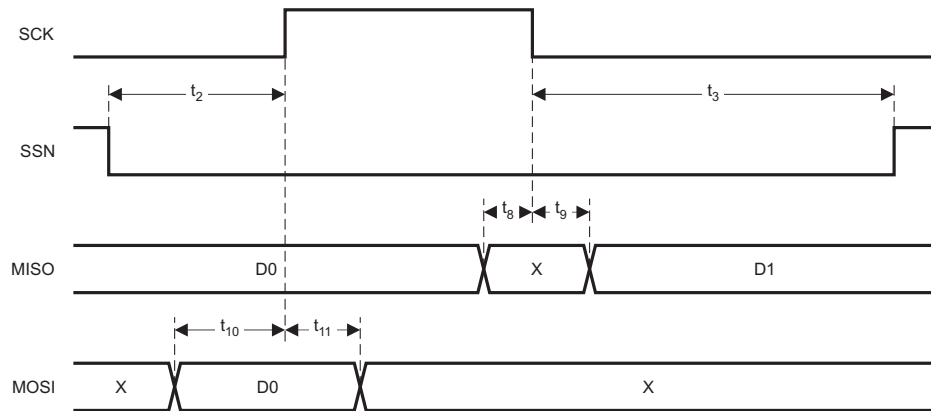 SCK
t₂ t₃
SSN
t₈ t₉
MISO D0 X D1
t₁₀ t₁₁
MOSI X D0 X